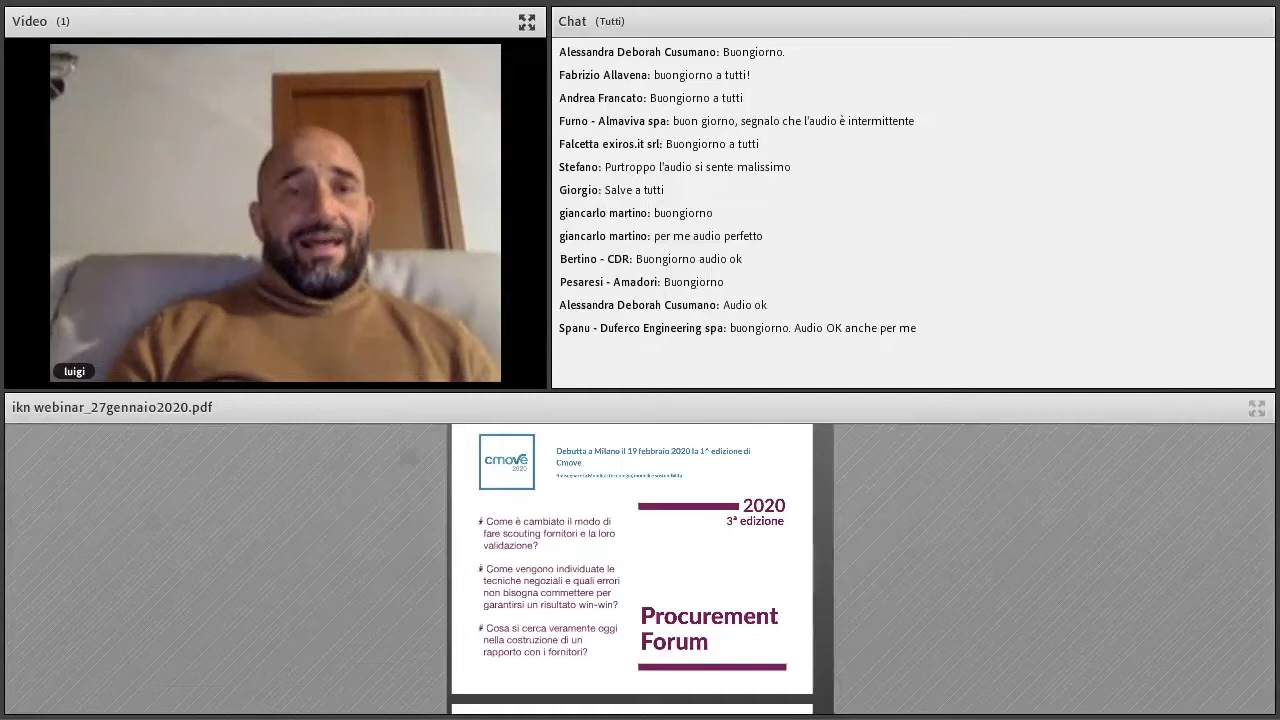 Video (1)
luigi
Chat (Tutti)
Alessandra Deborah Cusumano: Buongiorno.
Fabrizio Allavena: buongiorno a tutti!
Andrea Francato: Buongiorno a tutti
Furno - Almaviva spa: buon giorno, segnalo che l'audio è intermittente
Falcetta exiros.it srl: Buongiorno a tutti
Stefano: Purtroppo l'audio si sente malissimo
Giorgio: Salve a tutti
giancarlo martino: buongiorno
giancarlo martino: per me audio perfetto
Bertino - CDR: Buongiorno audio ok
Pesaresi - Amadori: Buongiorno
Alessandra Deborah Cusumano: Audio ok
Spanu - Duferco Engineering spa: buongiorno. Audio OK anche per me
ikn webinar_27gennaio2020.pdf
cmove
2020
Debutta a Milano il 19 febbraio 2020 la 1^ edizione di
Cmove
2020
3ª edizione
Come è cambiato il modo di
fare scouting fornitori e la loro
validazione?
Come vengono individuate le
tecniche negoziali e quali errori
non bisogna commettere per
garantirsi un risultato win-win?
Cosa si cerca veramente oggi
nella costruzione di un
rapporto con i fornitori?
Procurement
Forum